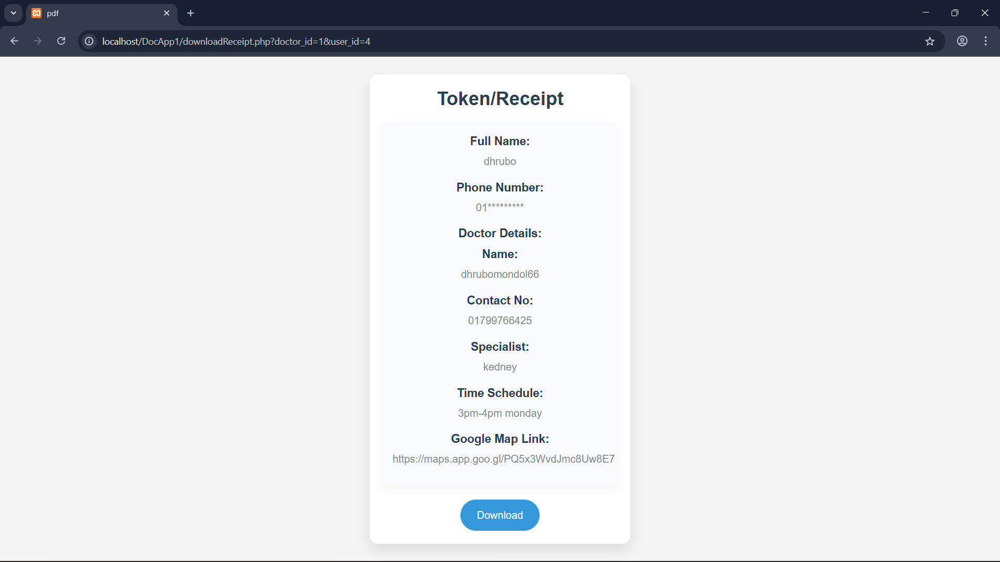 pdf
localhost/DocApp1/downloadReceipt.php?doctor_id=1&user_id=4
Token/Receipt
Full Name:
dhrubo
Phone Number:
01*********
Doctor Details:
Name:
dhrubomondol66
Contact No:
01799766425
Specialist:
kedney
Time Schedule:
3pm-4pm monday
Google Map Link:
https://maps.app.goo.gl/PQ5x3WvdJmc8Uw8E7
Download